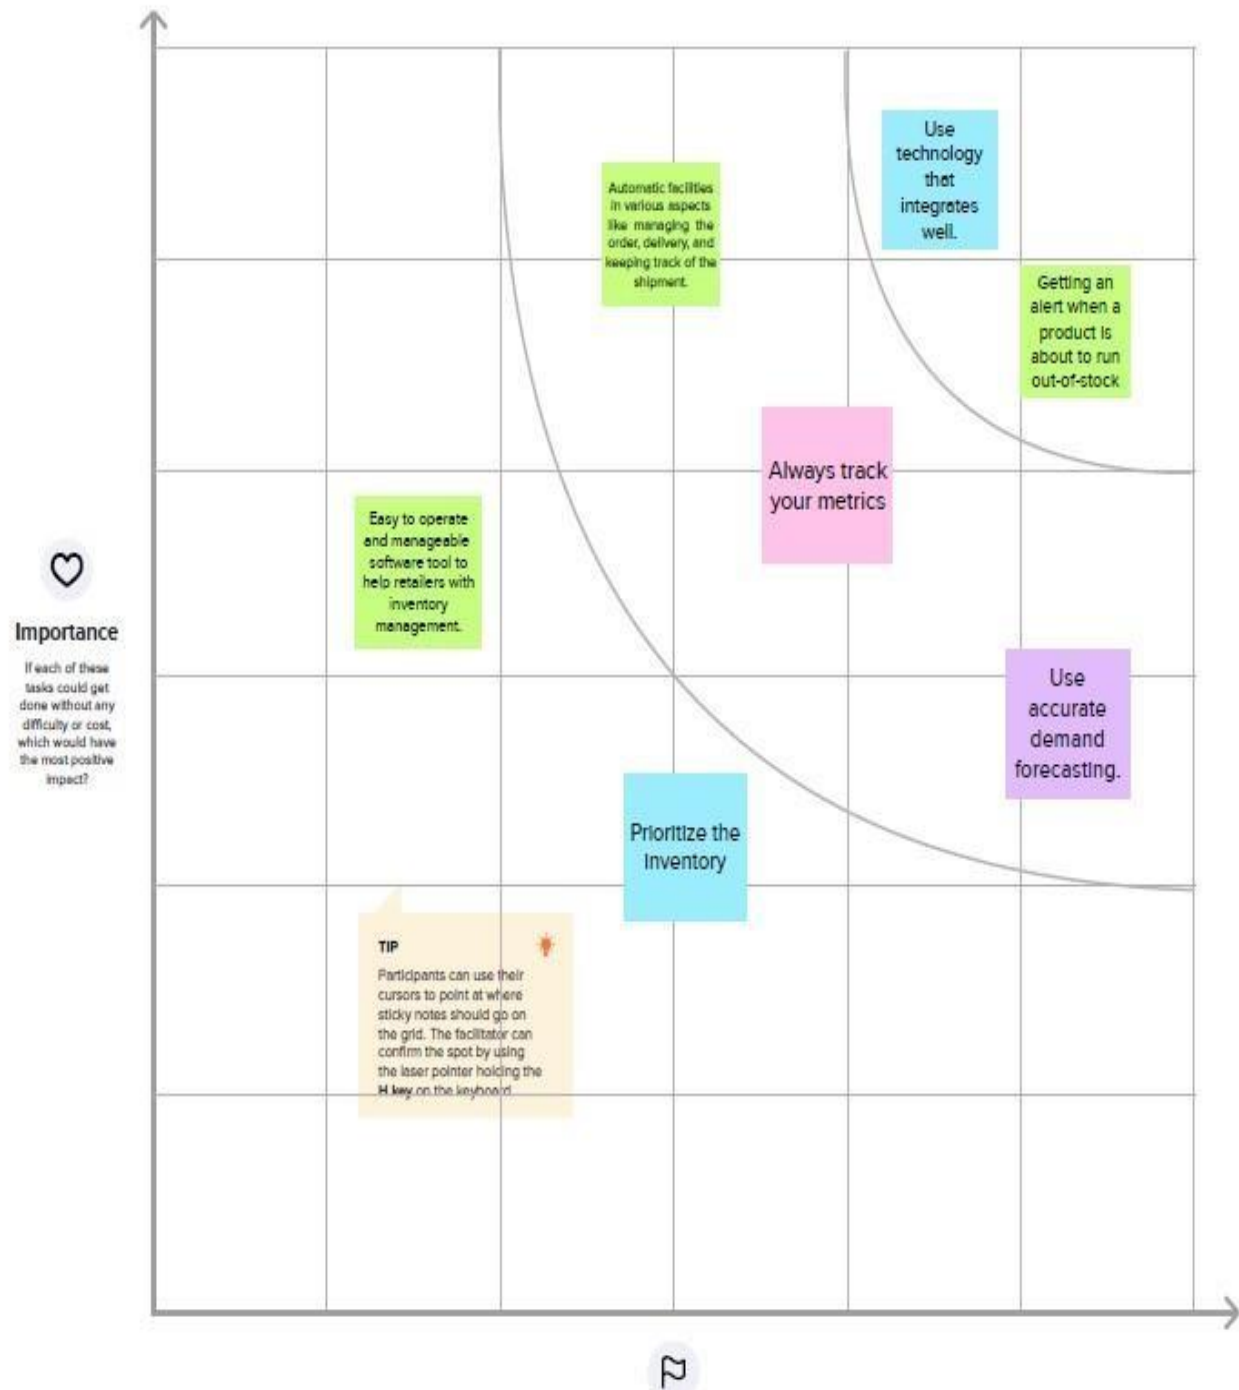 Use
technology
that
integrates
well.
Automatic facilities
in various aspects
like managing the
order, delivery, and
keeping track of the
shipment.
Getting an
alert when a
product is
about to run
out-of-stock
Always track
your metrics
Easy to operate
and manageable
software tool to
help retailers with
inventory
management.
Importance
If each of these
tasks could get
done without any
difficulty or cost,
which would have
the most positive
impact?
Use
accurate
demand
forecasting.
Prioritize the
inventory
TIP
Participants can use their
cursors to point at where
sticky notes should go on
the grid. The facilitator can
confirm the spot by using
the laser pointer holding the
H key on the keyboard.